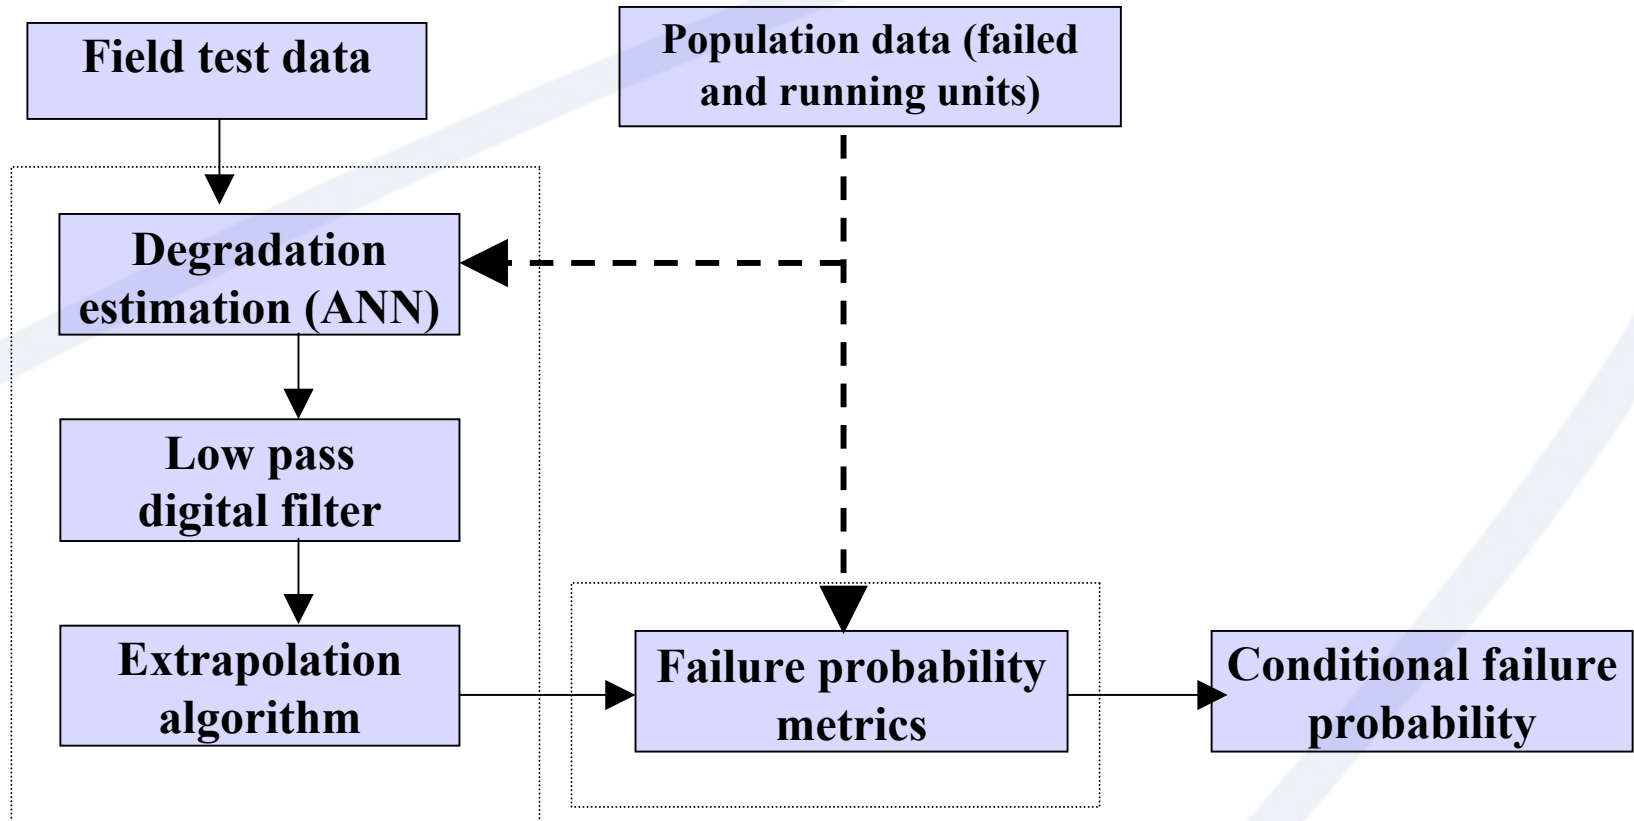 Field test data
Population data (failed
and running units)
Degradation
estimation (ANN)
Low pass
digital filter
Extrapolation
algorithm
Failure probability
metrics
Conditional failure
probability